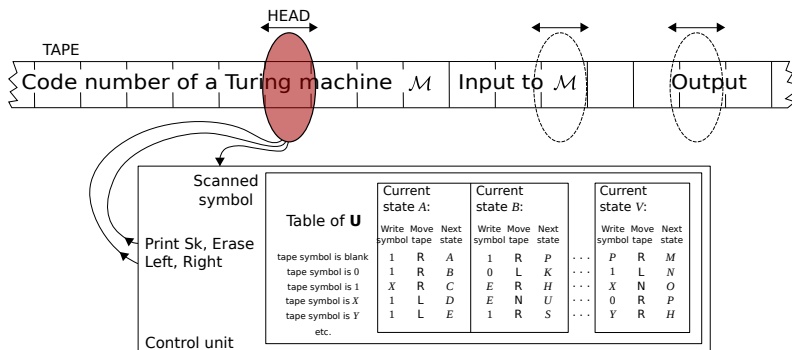 HEAD
TAPE
Code number of a Turing machine ℳ Input to ℳ Output
Scanned
symbol
Print Sk, Erase
Left, Right
Control unit
Table of U
Current state A: Current state B: Current state V:
Write symbol Move tape Next state Write symbol Move tape Next state Write symbol Move tape Next state
tape symbol is blank 1 R A 1 R P · · · P R M
tape symbol is 0 1 R B 0 L K · · · 1 L N
tape symbol is 1 X R C E R H · · · X N O
tape symbol is X 1 L D E N U · · · 0 R P
tape symbol is Y 1 L E 1 R S · · · Y R H
etc.